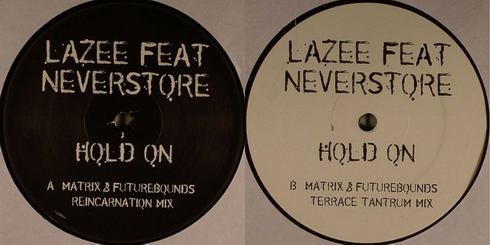 LAZEE FEAT
NEVERSTORE
HOLD ON
A MATRIX & FUTUREBOUNDS
REINCARNATION MIX
LAZEE FEAT
NEVERSTORE
HOLD ON
B MATRIX & FUTUREBOUNDS
TERRACE TANTRUM MIX